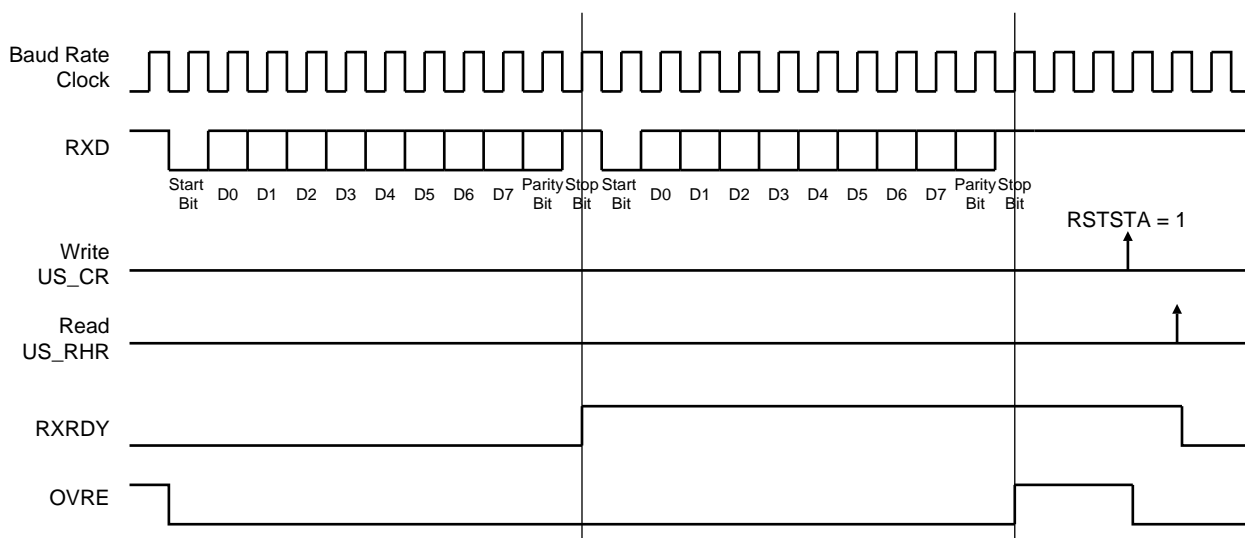 Baud Rate
Clock
RXD
Start
Bit
D0
D1
D2
D3
D4
D5
D6
D7
Parity
Bit
Stop
Bit
Start
Bit
D0
D1
D2
D3
D4
D5
D6
D7
Parity
Bit
Stop
Bit
RSTSTA = 1
Write
US_CR
Read
US_RHR
RXRDY
OVRE